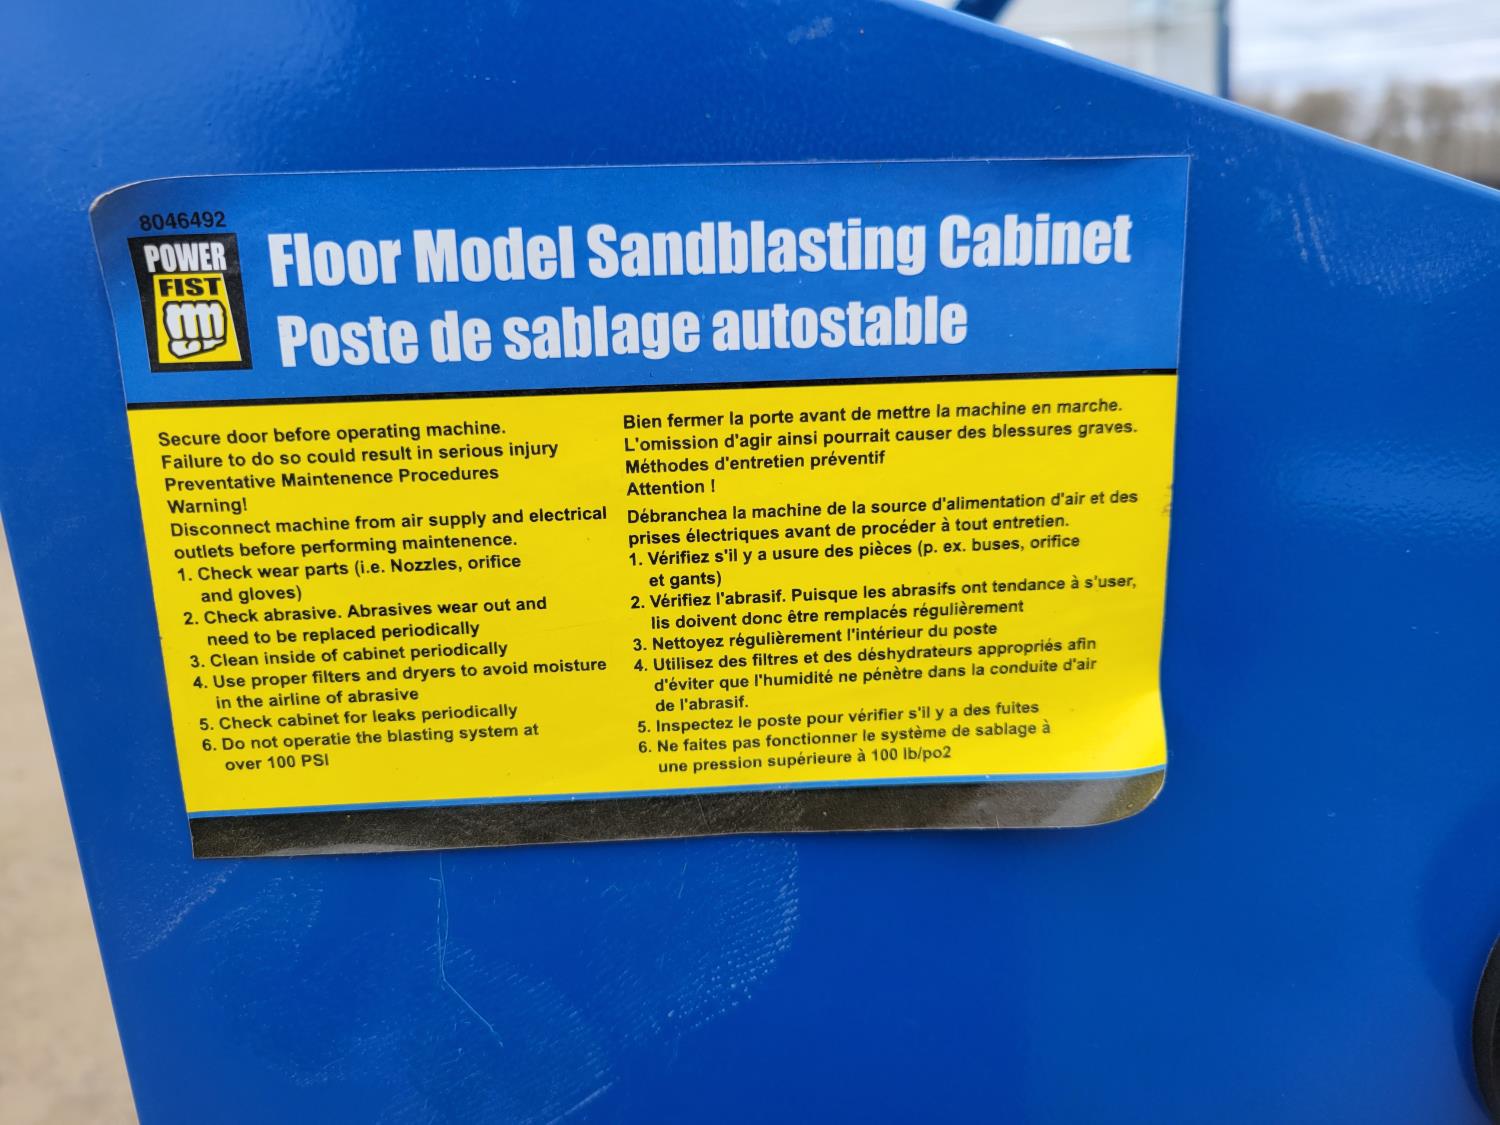 8046492
POWER
FIST
Floor Model Sandblasting Cabinet
Poste de sablage autostable
Secure door before operating machine.
Failure to do so could result in serious injury
Preventative Maintenence Procedures
Warning!
Disconnect machine from air supply and electrical
outlets before performing maintenence.
1. Check wear parts (i.e. Nozzles, orifice
and gloves)
2. Check abrasive. Abrasives wear out and
need to be replaced periodically
3. Clean inside of cabinet periodically
4. Use proper filters and dryers to avoid moisture
in the airline of abrasive
5. Check cabinet for leaks periodically
6. Do not operatie the blasting system at
over 100 PSI
Bien fermer la porte avant de mettre la machine en marche.
L'omission d'agir ainsi pourrait causer des blessures graves.
Méthodes d'entretien préventif
Attention !
Débranchea la machine de la source d'alimentation d'air et des
prises électriques avant de procéder à tout entretien.
1. Vérifiez s'il y a usure des pièces (p. ex. buses, orifice
et gants)
2. Vérifiez l'abrasif. Puisque les abrasifs ont tendance à s'user,
lis doivent donc être remplacés régulièrement
3. Nettoyez régulièrement l'intérieur du poste
4. Utilisez des filtres et des déshydrateurs appropriés afin
d'éviter que l'humidité ne pénètre dans la conduite d'air
de l'abrasif.
5. Inspectez le poste pour vérifier s'il y a des fuites
6. Ne faites pas fonctionner le système de sablage à
une pression supérieure à 100 lb/po2